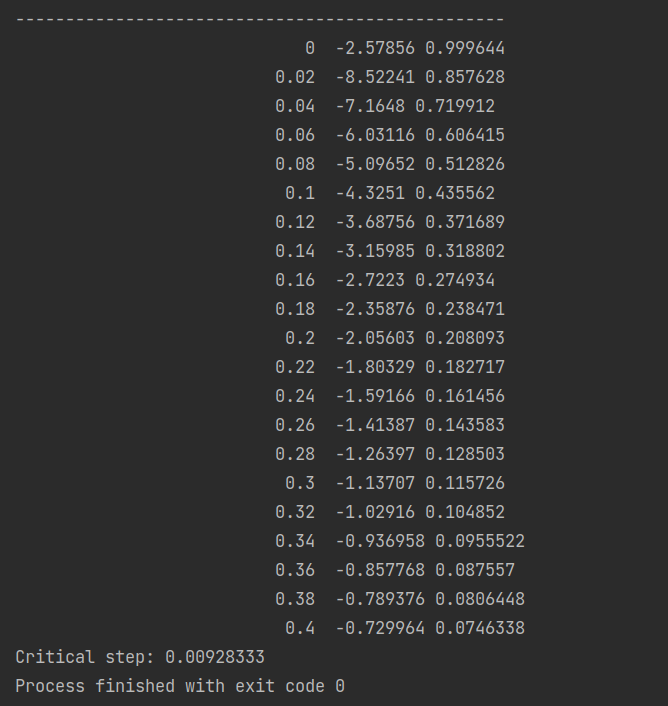 -------------------------------------------------
0  -2.57856 0.999644
0.02  -8.52241 0.857628
0.04  -7.1648 0.719912
0.06  -6.03116 0.606415
0.08  -5.09652 0.512826
0.1  -4.3251 0.435562
0.12  -3.68756 0.371689
0.14  -3.15985 0.318802
0.16  -2.7223 0.274934
0.18  -2.35876 0.238471
0.2  -2.05603 0.208093
0.22  -1.80329 0.182717
0.24  -1.59166 0.161456
0.26  -1.41387 0.143583
0.28  -1.26397 0.128503
0.3  -1.13707 0.115726
0.32  -1.02916 0.104852
0.34  -0.936958 0.0955522
0.36  -0.857768 0.087557
0.38  -0.789376 0.0806448
0.4  -0.729964 0.0746338
Critical step: 0.00928333
Process finished with exit code 0